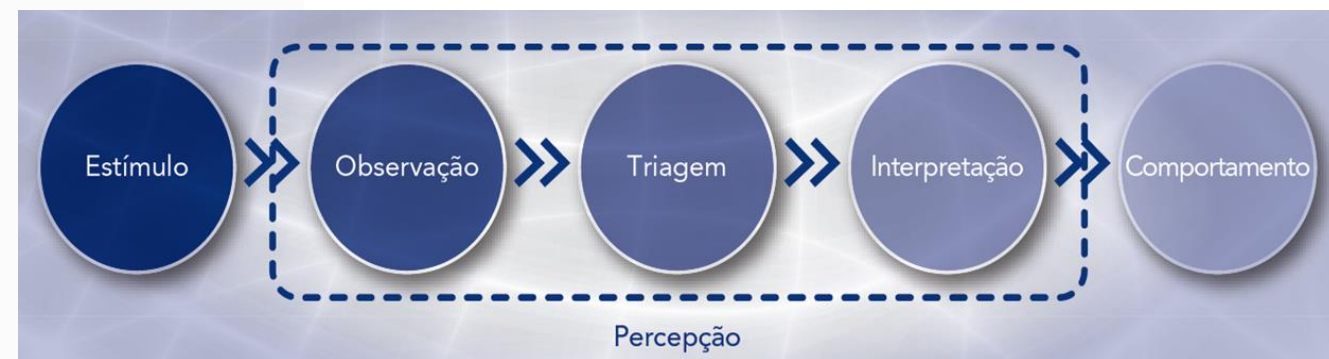 Estímulo
Observação
Triagem
Interpretação
Comportamento
Percepção